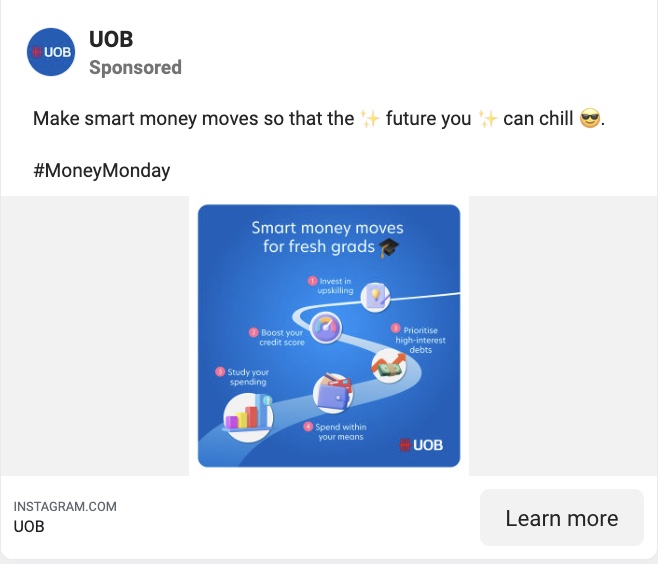 UOB
UOB
Sponsored
Make smart money moves so that the ✨ future you ✨ can chill 😎.
#MoneyMonday
Smart money moves
for fresh grads
1 Invest in
upskilling
2 Boost your
credit score
3 Prioritise
high-interest
debts
Study your
spending
4 Spend within
your means
UOB
INSTAGRAM.COM
UOB
Learn more